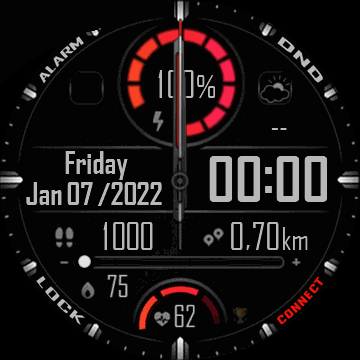 ALARM
DND
100%
--
Friday
Jan 07 /2022
00:00
1000
0,70km
- +
75
LOCK
62
CONNECT